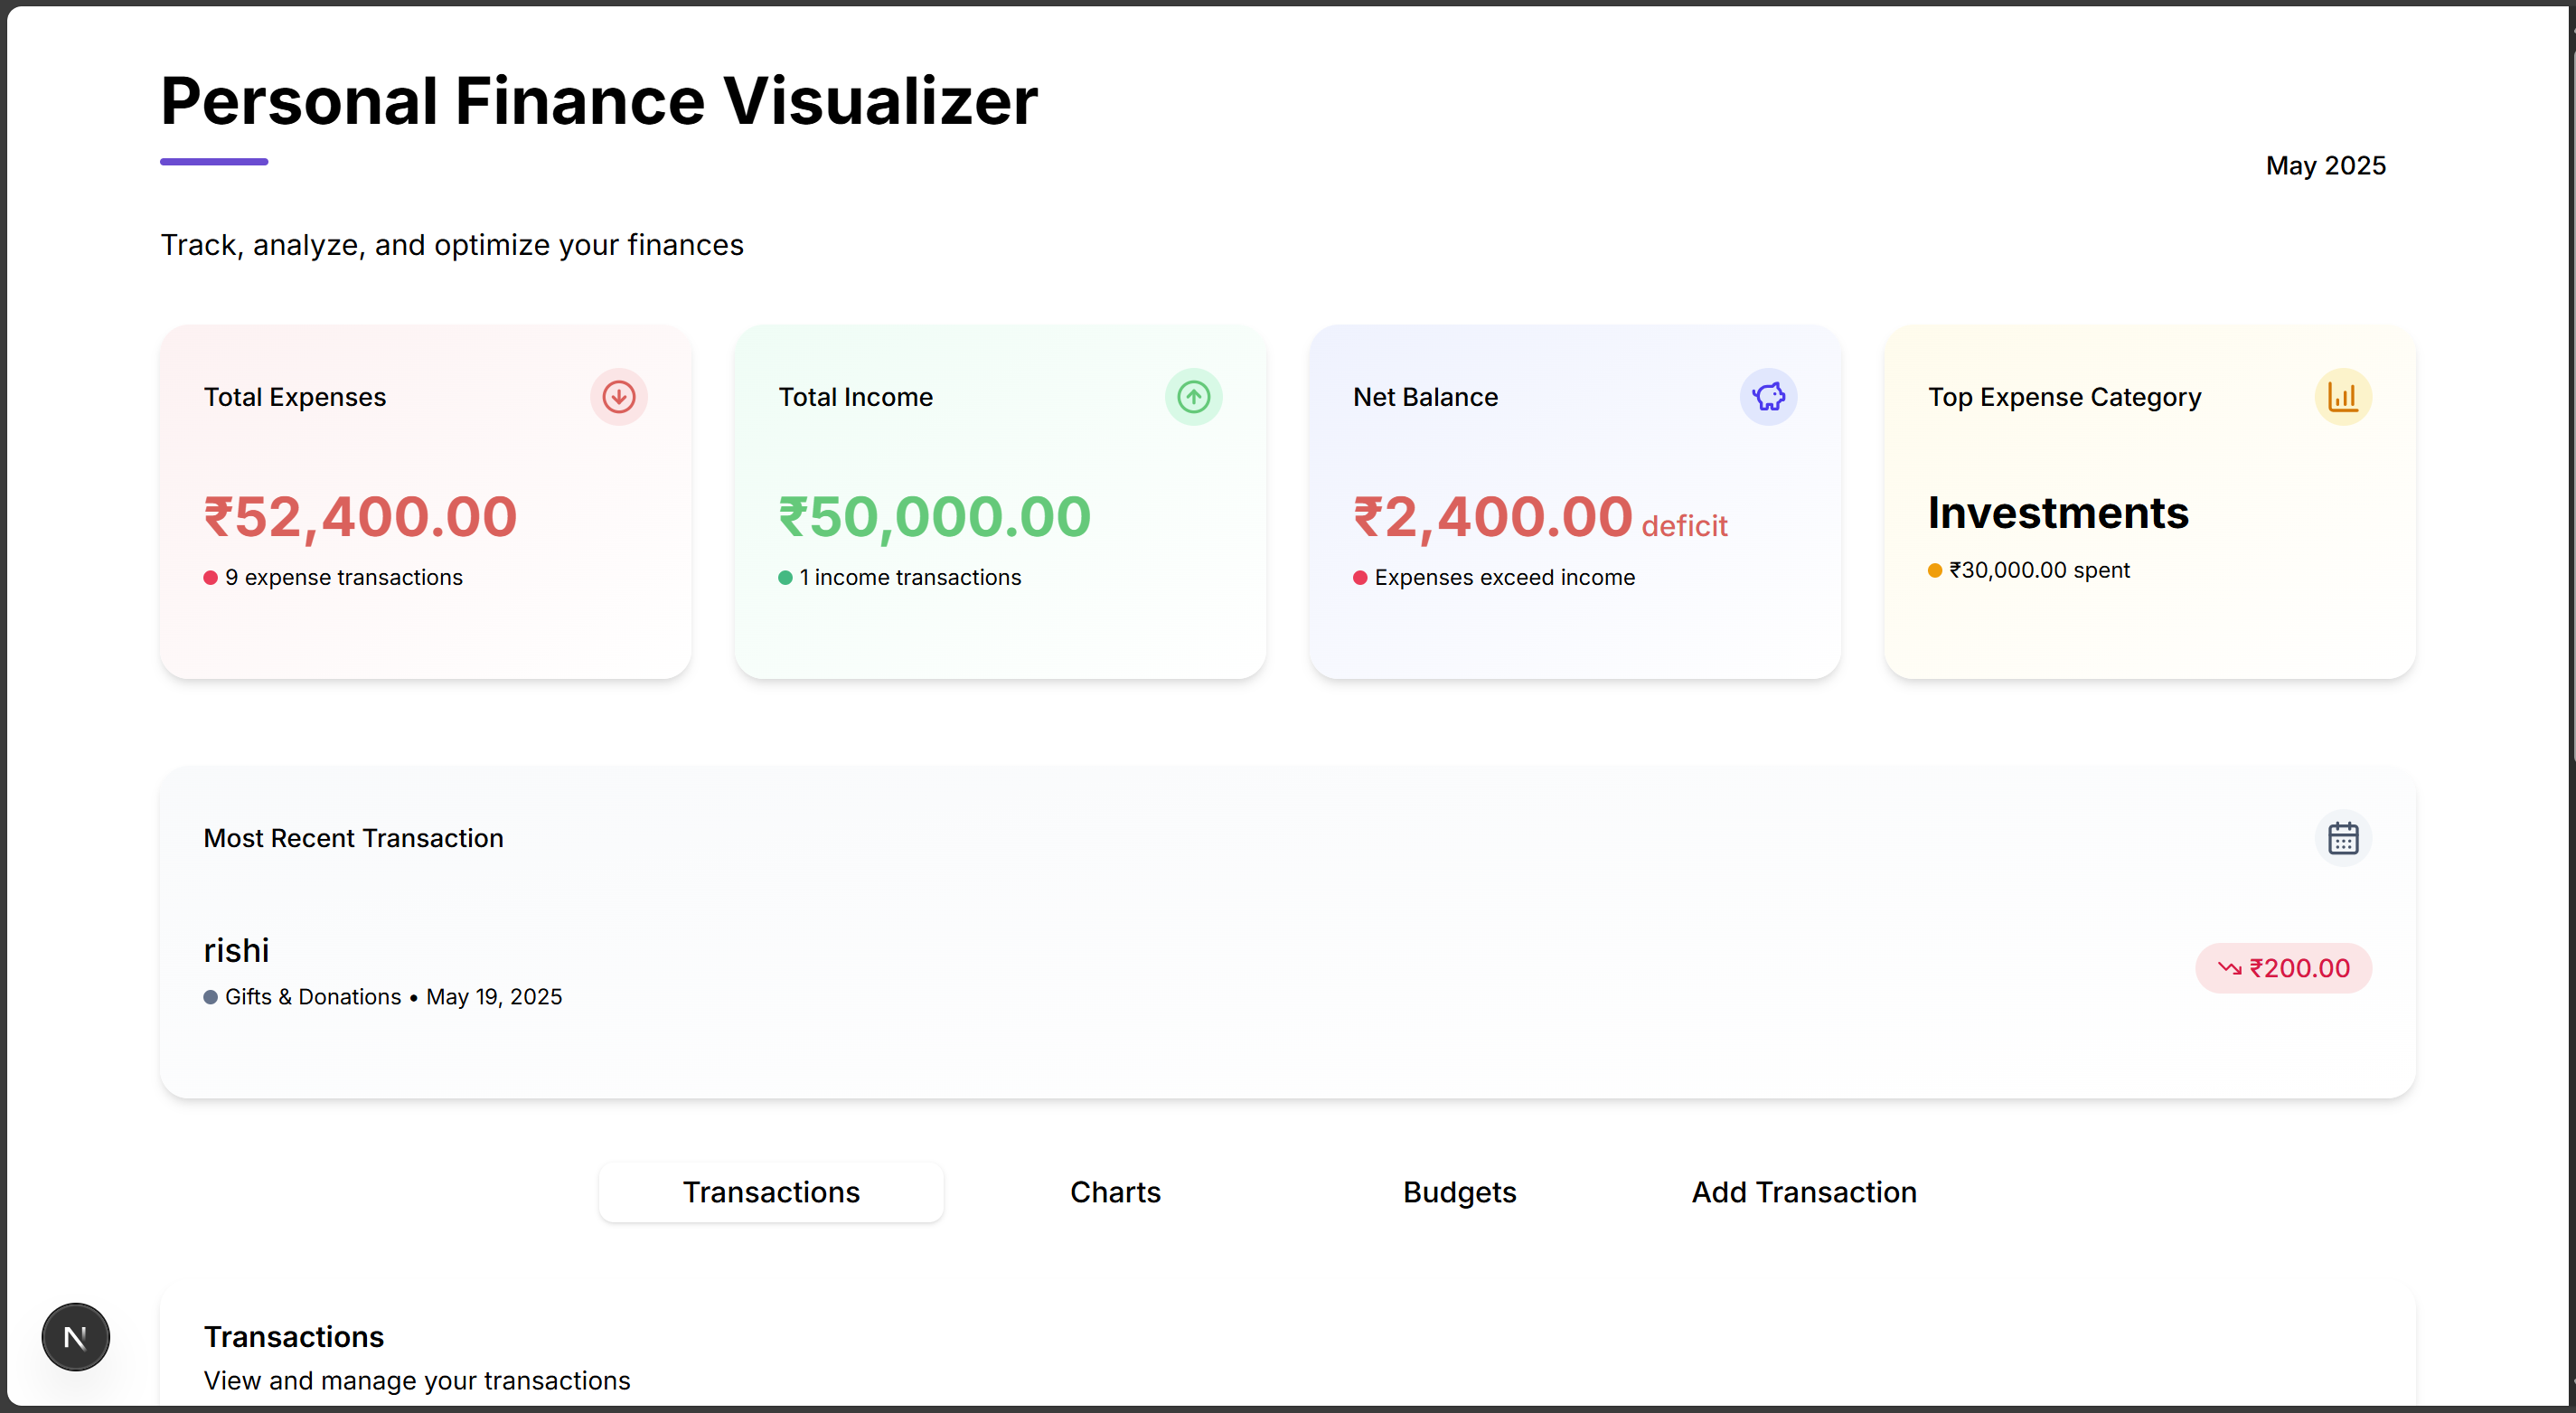 Personal Finance Visualizer
May 2025
Track, analyze, and optimize your finances
Total Expenses
₹52,400.00
9 expense transactions
Total Income
₹50,000.00
1 income transactions
Net Balance
₹2,400.00 deficit
Expenses exceed income
Top Expense Category
Investments
₹30,000.00 spent
Most Recent Transaction
rishi
Gifts & Donations • May 19, 2025
₹200.00
Transactions
Charts
Budgets
Add Transaction
Transactions
View and manage your transactions
N